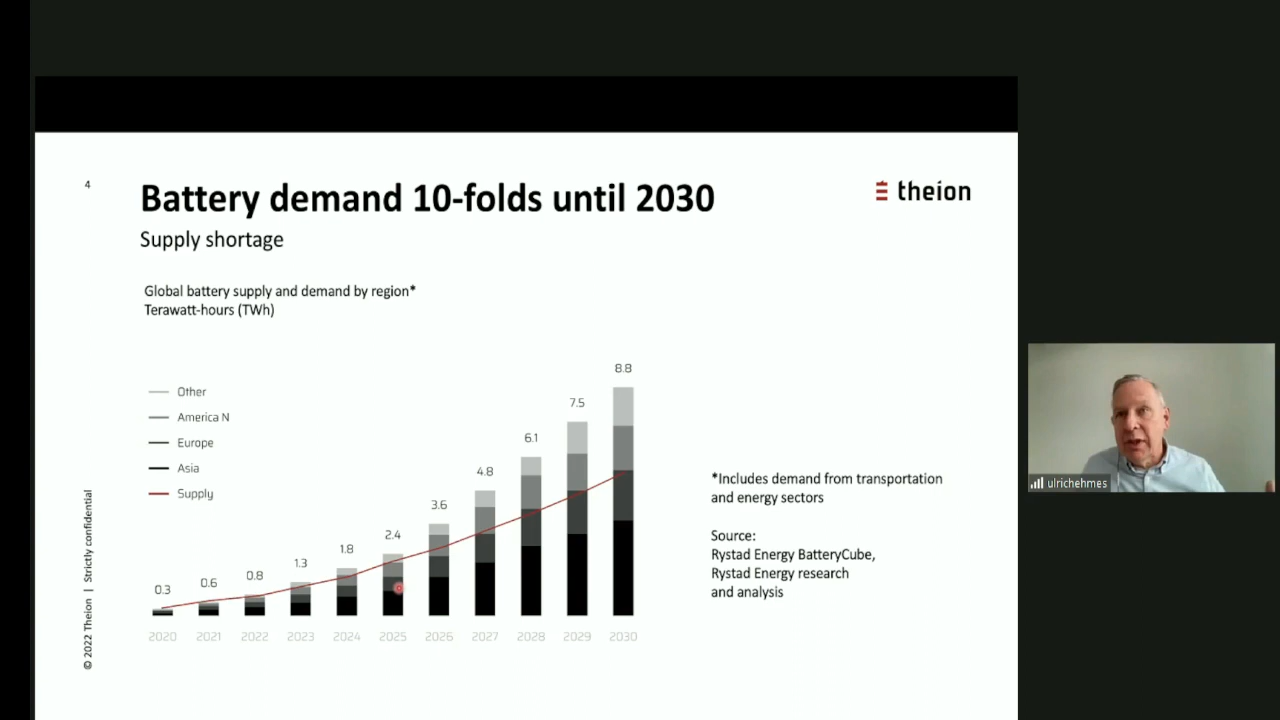 4
Battery demand 10-folds until 2030
theion
Supply shortage
Global battery supply and demand by region*
Terawatt-hours (TWh)
Other
America N
Europe
Asia
Supply
0.3
0.6
0.8
1.3
1.8
2.4
3.6
4.8
6.1
7.5
8.8
2020 2021 2022 2023 2024 2025 2026 2027 2028 2029 2030
*Includes demand from transportation
and energy sectors
Source:
Rystad Energy BatteryCube,
Rystad Energy research
and analysis
© 2022 Theion | Strictly confidential
ulrichehmes